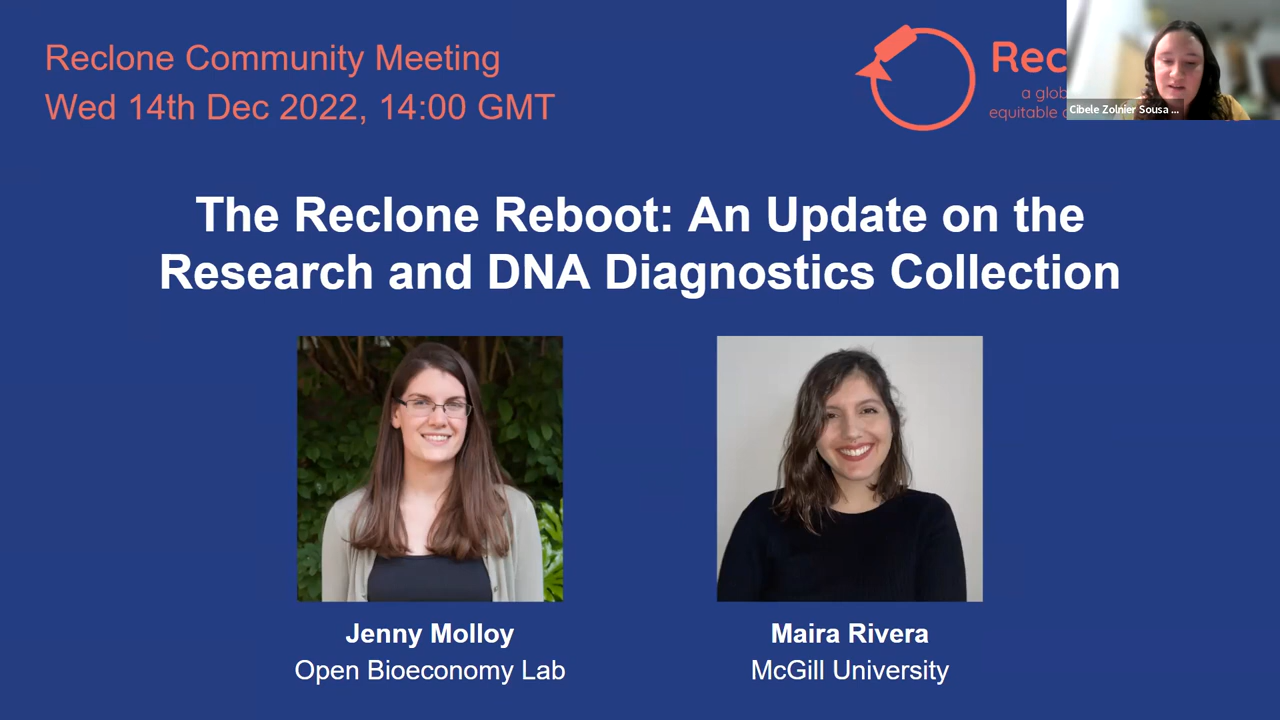 Reclone Community Meeting
Wed 14th Dec 2022, 14:00 GMT
Rec
a glob
equitable
Cibele Zolnier Sousa ...
The Reclone Reboot: An Update on the
Research and DNA Diagnostics Collection
Jenny Molloy
Open Bioeconomy Lab
Maira Rivera
McGill University